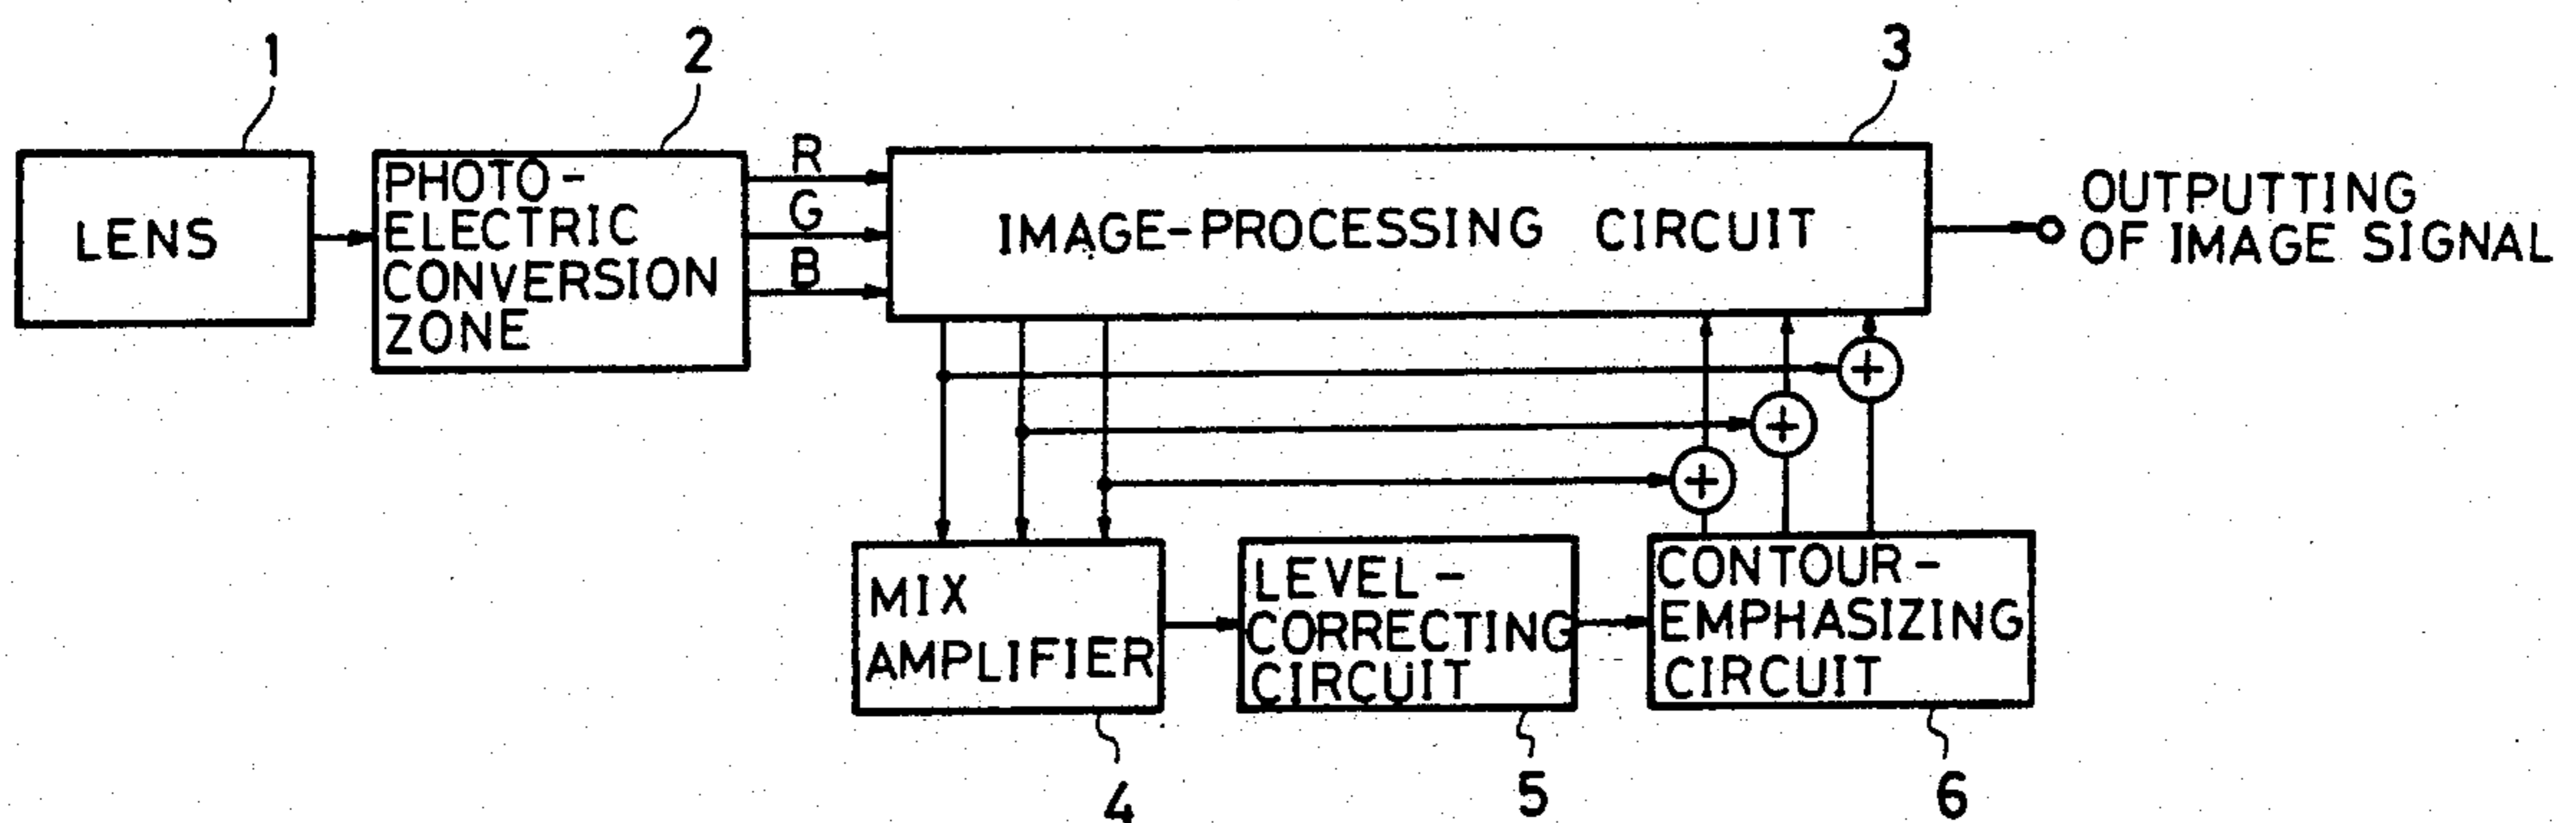 1
2
3
LENS
PHOTO-
ELECTRIC
CONVERSION
ZONE
R
G
B
IMAGE-PROCESSING CIRCUIT
OUTPUTTING
OF IMAGE SIGNAL
+
+
+
MIX
AMPLIFIER
LEVEL-
CORRECTING
CIRCUIT
CONTOUR-
EMPHASIZING
CIRCUIT
4
5
6